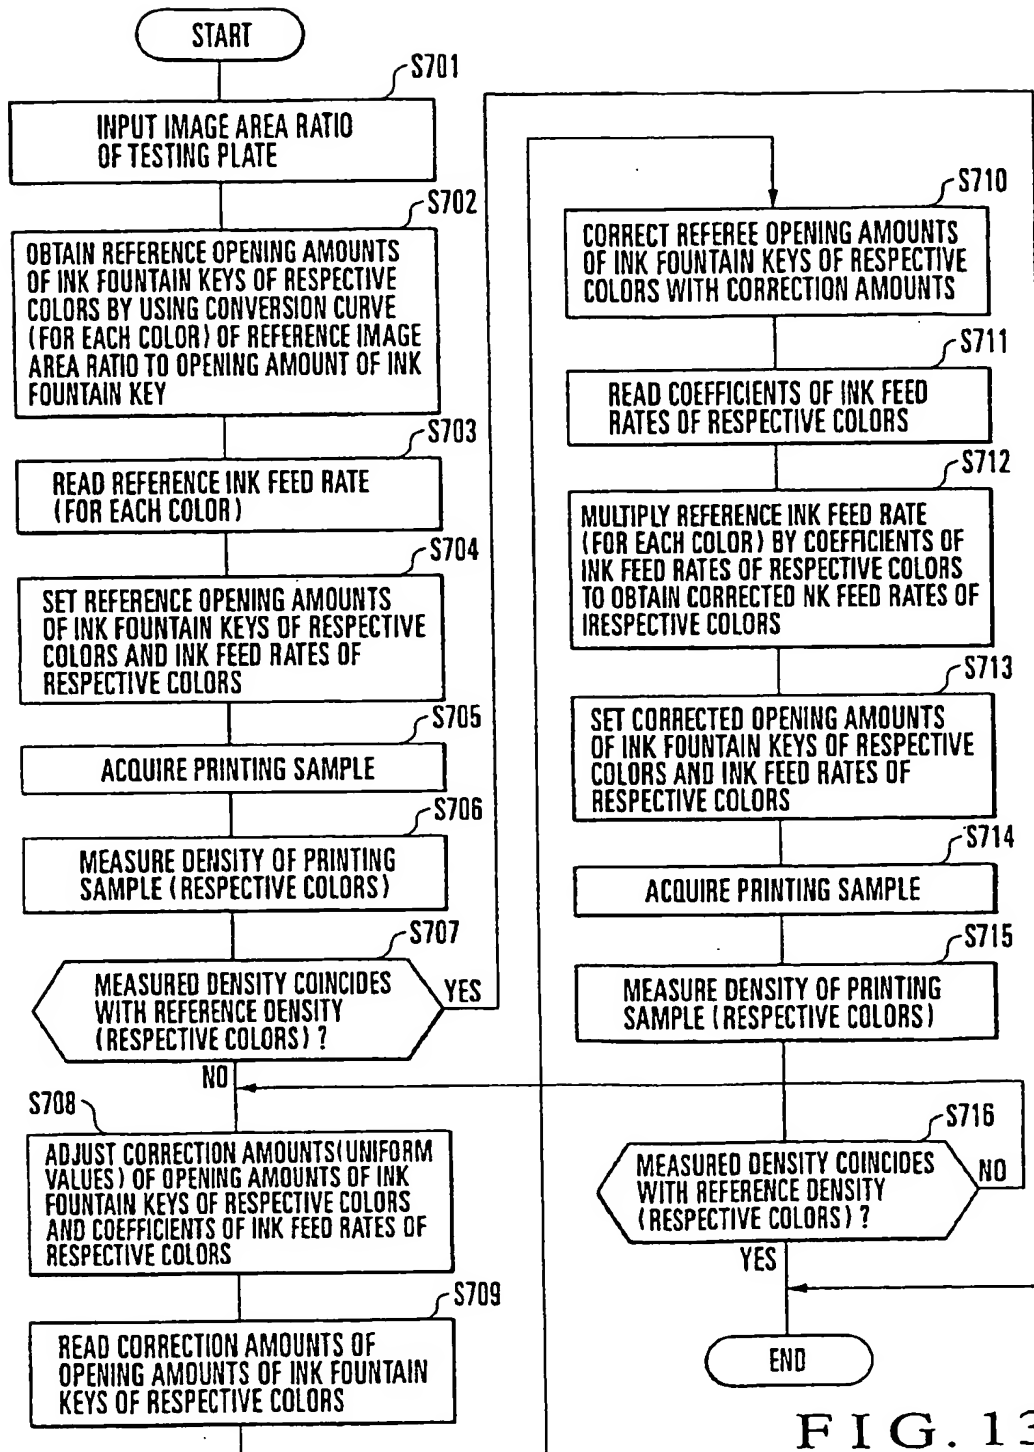 START
S701
INPUT IMAGE AREA RATIO
OF TESTING PLATE
S702
OBTAIN REFERENCE OPENING AMOUNTS
OF INK FOUNTAIN KEYS OF RESPECTIVE
COLORS BY USING CONVERSION CURVE
(FOR EACH COLOR) OF REFERENCE IMAGE
AREA RATIO TO OPENING AMOUNT OF INK
FOUNTAIN KEY
S703
READ REFERENCE INK FEED RATE
(FOR EACH COLOR)
S704
SET REFERENCE OPENING AMOUNTS
OF INK FOUNTAIN KEYS OF RESPECTIVE
COLORS AND INK FEED RATES OF
RESPECTIVE COLORS
S705
ACQUIRE PRINTING SAMPLE
S706
MEASURE DENSITY OF PRINTING
SAMPLE (RESPECTIVE COLORS)
S707
MEASURED DENSITY COINCIDES
WITH REFERENCE DENSITY
(RESPECTIVE COLORS) ?
YES
NO
S708
ADJUST CORRECTION AMOUNTS(UNIFORM
VALUES) OF OPENING AMOUNTS OF INK
FOUNTAIN KEYS OF RESPECTIVE COLORS
AND COEFFICIENTS OF INK FEED RATES OF
RESPECTIVE COLORS
S709
READ CORRECTION AMOUNTS OF
OPENING AMOUNTS OF INK FOUNTAIN
KEYS OF RESPECTIVE COLORS
S710
CORRECT REFEREE OPENING AMOUNTS
OF INK FOUNTAIN KEYS OF RESPECTIVE
COLORS WITH CORRECTION AMOUNTS
S711
READ COEFFICIENTS OF INK FEED
RATES OF RESPECTIVE COLORS
S712
MULTIPLY REFERENCE INK FEED RATE
(FOR EACH COLOR) BY COEFFICIENTS OF
INK FEED RATES OF RESPECTIVE COLORS
TO OBTAIN CORRECTED NK FEED RATES OF
IRESPECTIVE COLORS
S713
SET CORRECTED OPENING AMOUNTS
OF INK FOUNTAIN KEYS OF RESPECTIVE
COLORS AND INK FEED RATES OF
RESPECTIVE COLORS
S714
ACQUIRE PRINTING SAMPLE
S715
MEASURE DENSITY OF PRINTING
SAMPLE (RESPECTIVE COLORS)
S716
MEASURED DENSITY COINCIDES
WITH REFERENCE DENSITY
(RESPECTIVE COLORS) ?
NO
YES
END
FIG. 13